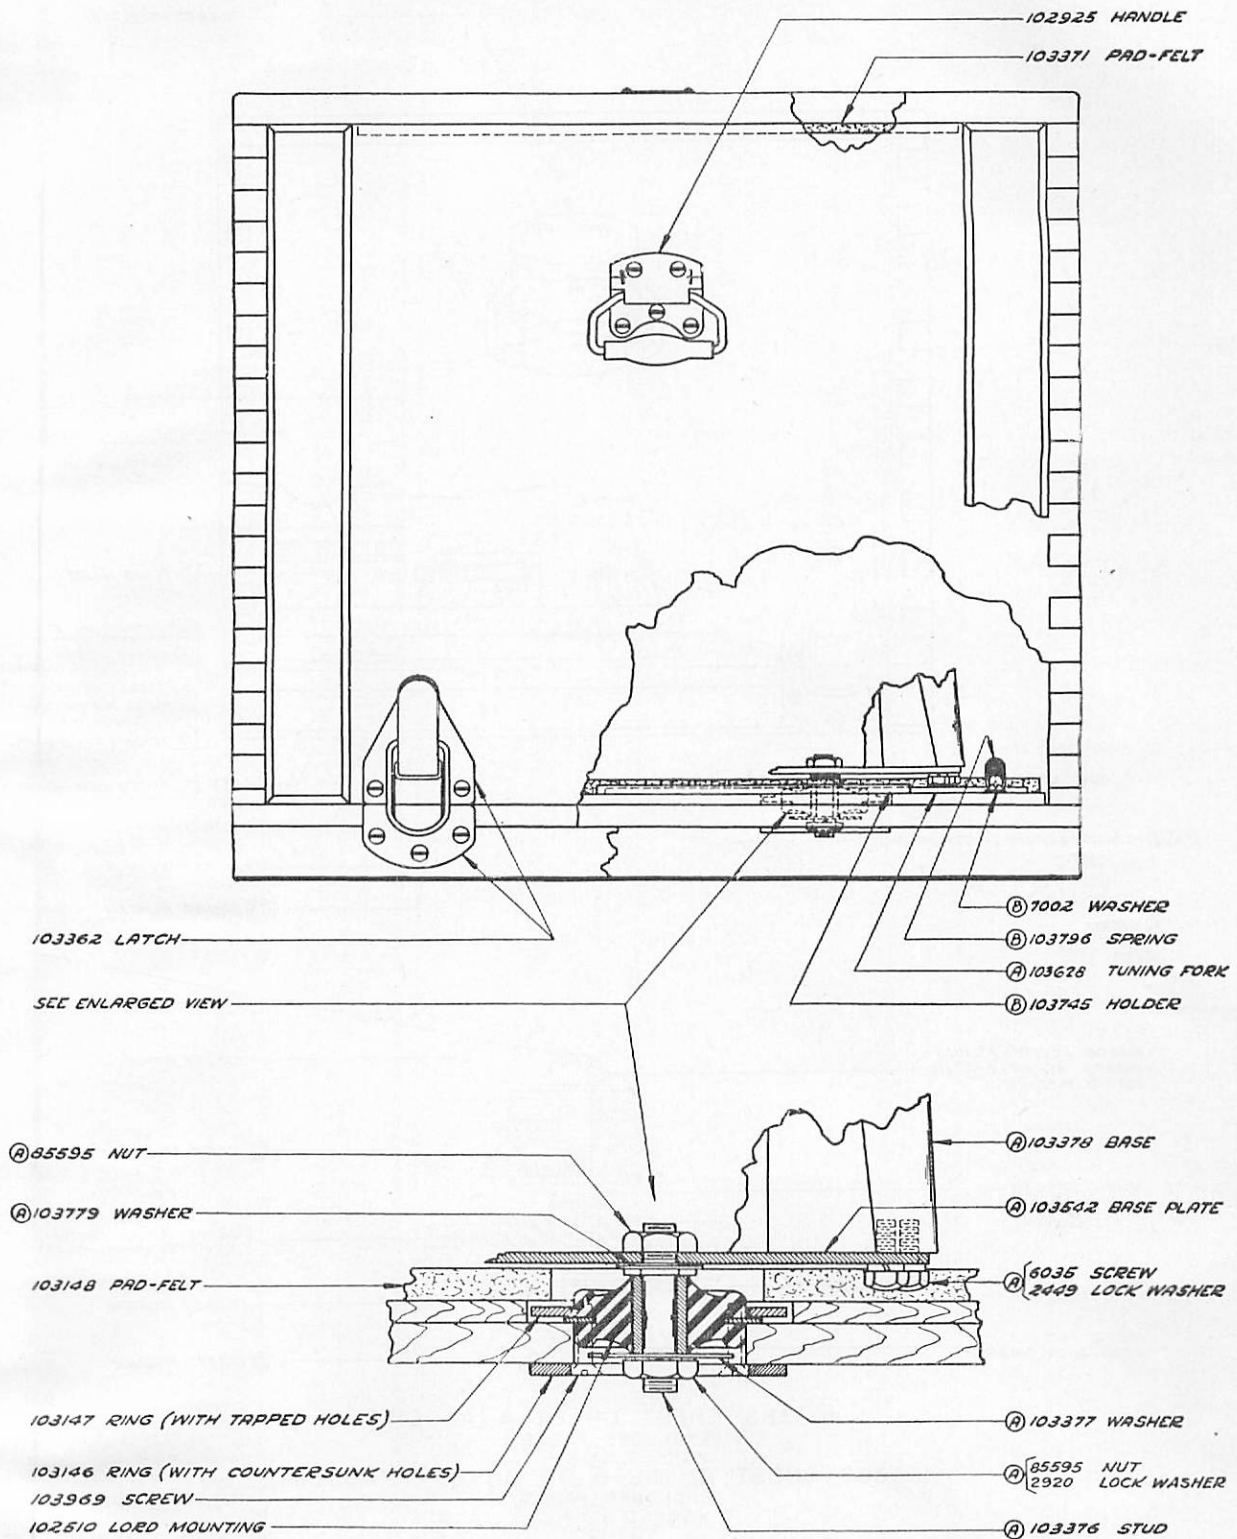 102925 HANDLE
103371 PAD-FELT
Ⓑ 7002 WASHER
103362 LATCH
Ⓑ 103796 SPRING
Ⓐ 103628 TUNING FORK
SEE ENLARGED VIEW
Ⓑ 103745 HOLDER
Ⓐ 85595 NUT
Ⓐ 103378 BASE
Ⓐ 103779 WASHER
Ⓐ 103542 BASE PLATE
103148 PAD-FELT
Ⓐ { 6035 SCREW
2449 LOCK WASHER
103147 RING (WITH TAPPED HOLES)
Ⓐ 103377 WASHER
103146 RING (WITH COUNTERSUNK HOLES)
Ⓐ { 85595 NUT
2920 LOCK WASHER
103969 SCREW
102510 LORD MOUNTING
Ⓐ 103376 STUD